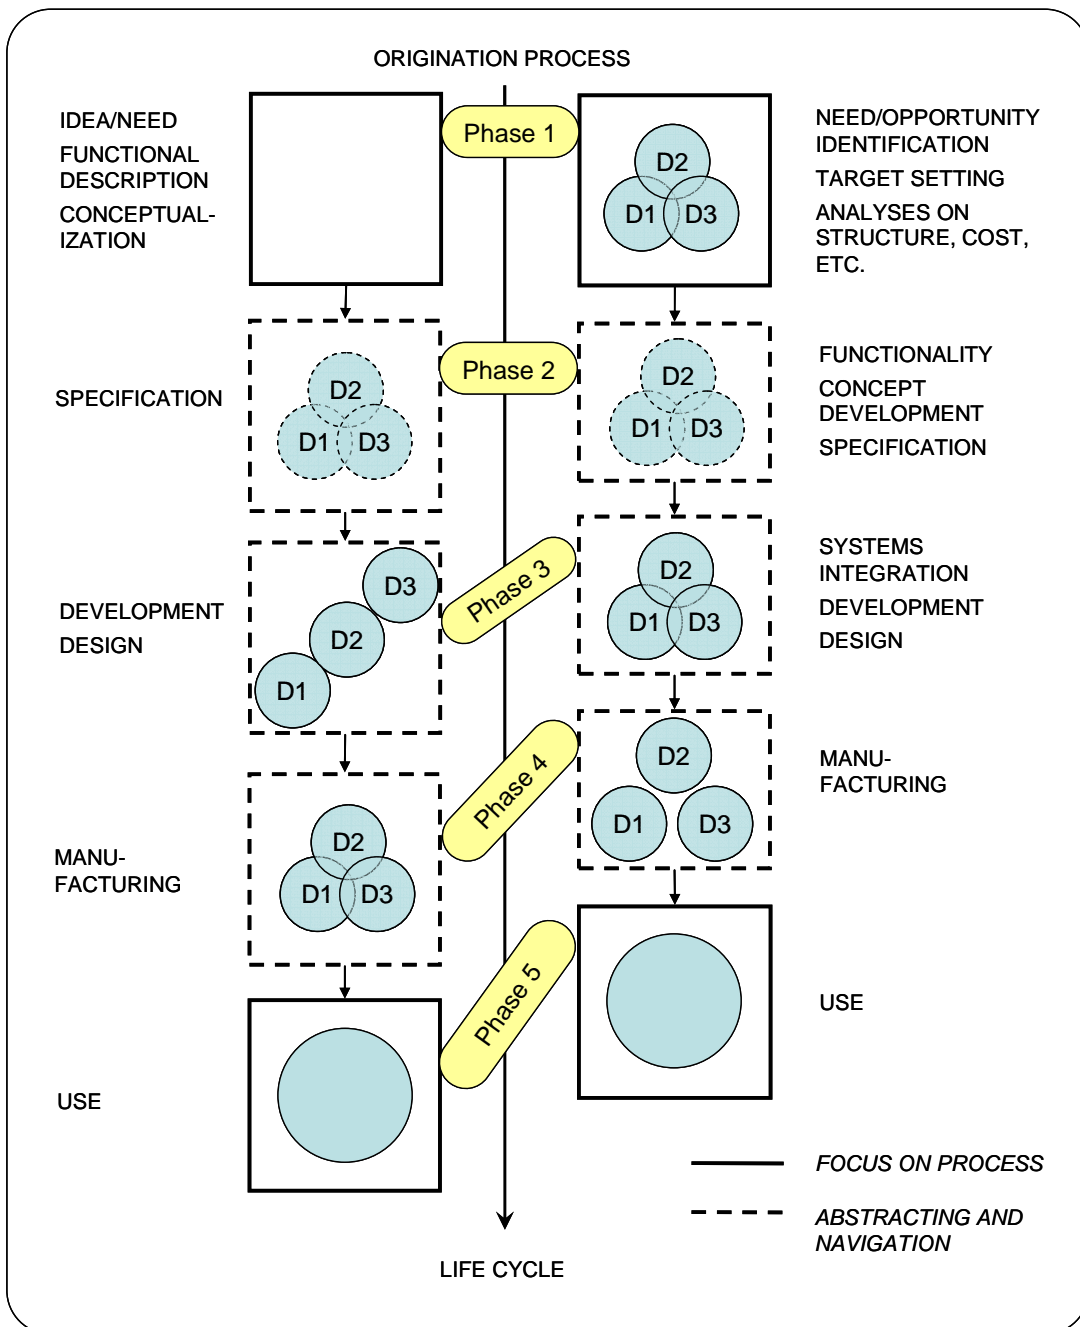 ORIGINATION PROCESS
IDEA/NEED
FUNCTIONAL
DESCRIPTION
CONCEPTUAL-
IZATION
Phase 1
D2
D1
D3
NEED/OPPORTUNITY
IDENTIFICATION
TARGET SETTING
ANALYSES ON
STRUCTURE, COST,
ETC.
SPECIFICATION
D2
D1
D3
Phase 2
D2
D1
D3
FUNCTIONALITY
CONCEPT
DEVELOPMENT
SPECIFICATION
DEVELOPMENT
DESIGN
D3
D2
D1
Phase 3
D2
D1
D3
SYSTEMS
INTEGRATION
DEVELOPMENT
DESIGN
MANU-
FACTURING
D2
D1
D3
Phase 4
D2
D1
D3
MANU-
FACTURING
USE
Phase 5
USE
FOCUS ON PROCESS
ABSTRACTING AND
NAVIGATION
LIFE CYCLE